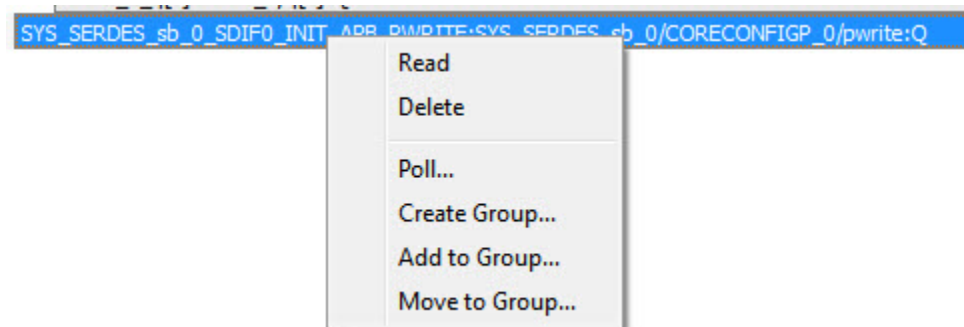 SYS_SERDES_sb_0_SDIF0_INIT_APB_PWRITE:SYS_SERDES_sb_0/CORECONFIGP_0/pwrite:Q
Read
Delete
Poll...
Create Group...
Add to Group...
Move to Group...